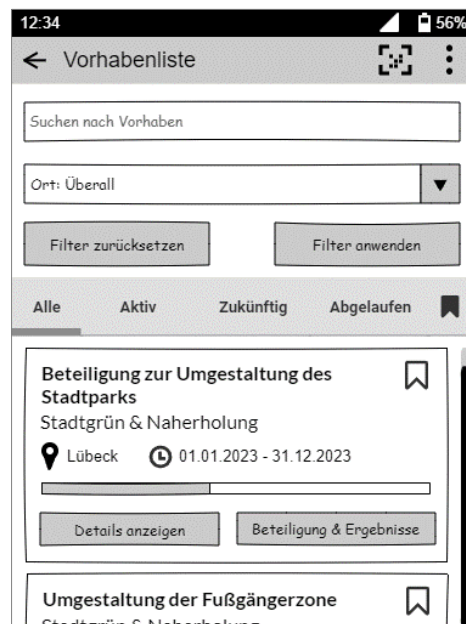 12:34 56%
Vorhabenliste
Suchen nach Vorhaben
Ort: Überall
Filter zurücksetzen Filter anwenden
Alle Aktiv Zukünftig Abgelaufen
Beteiligung zur Umgestaltung des
Stadtparks
Stadtgrün & Naherholung
Lübeck 01.01.2023 - 31.12.2023
Details anzeigen Beteiligung & Ergebnisse
Umgestaltung der Fußgängerzone
Stadtgrün & Naherholung